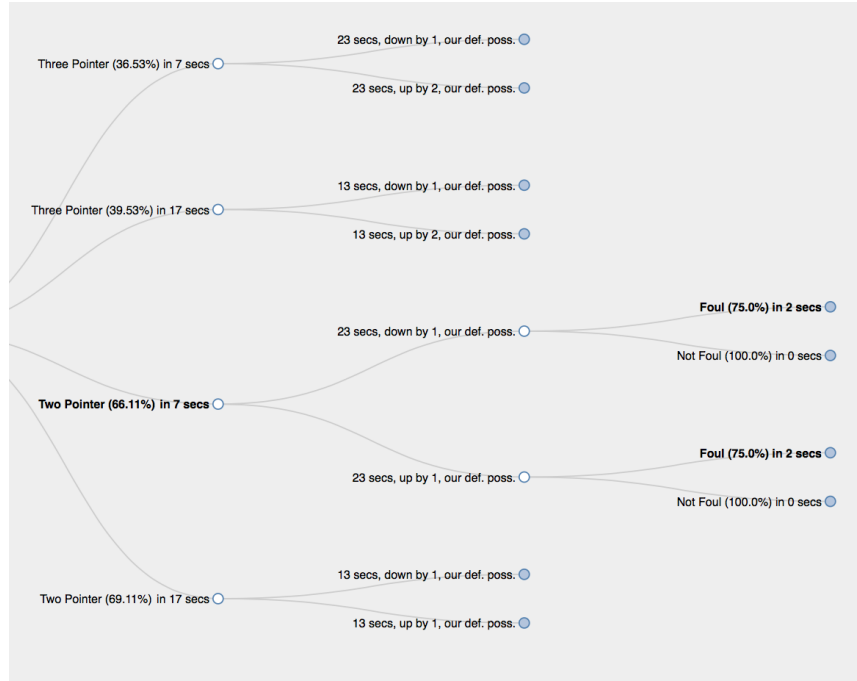 23 secs, down by 1, our def. poss.
Three Pointer (36.53%) in 7 secs
23 secs, up by 2, our def. poss.
13 secs, down by 1, our def. poss.
Three Pointer (39.53%) in 17 secs
13 secs, up by 2, our def. poss.
Foul (75.0%) in 2 secs
23 secs, down by 1, our def. poss.
Not Foul (100.0%) in 0 secs
Two Pointer (66.11%) in 7 secs
Foul (75.0%) in 2 secs
23 secs, up by 1, our def. poss.
Not Foul (100.0%) in 0 secs
13 secs, down by 1, our def. poss.
Two Pointer (69.11%) in 17 secs
13 secs, up by 1, our def. poss.